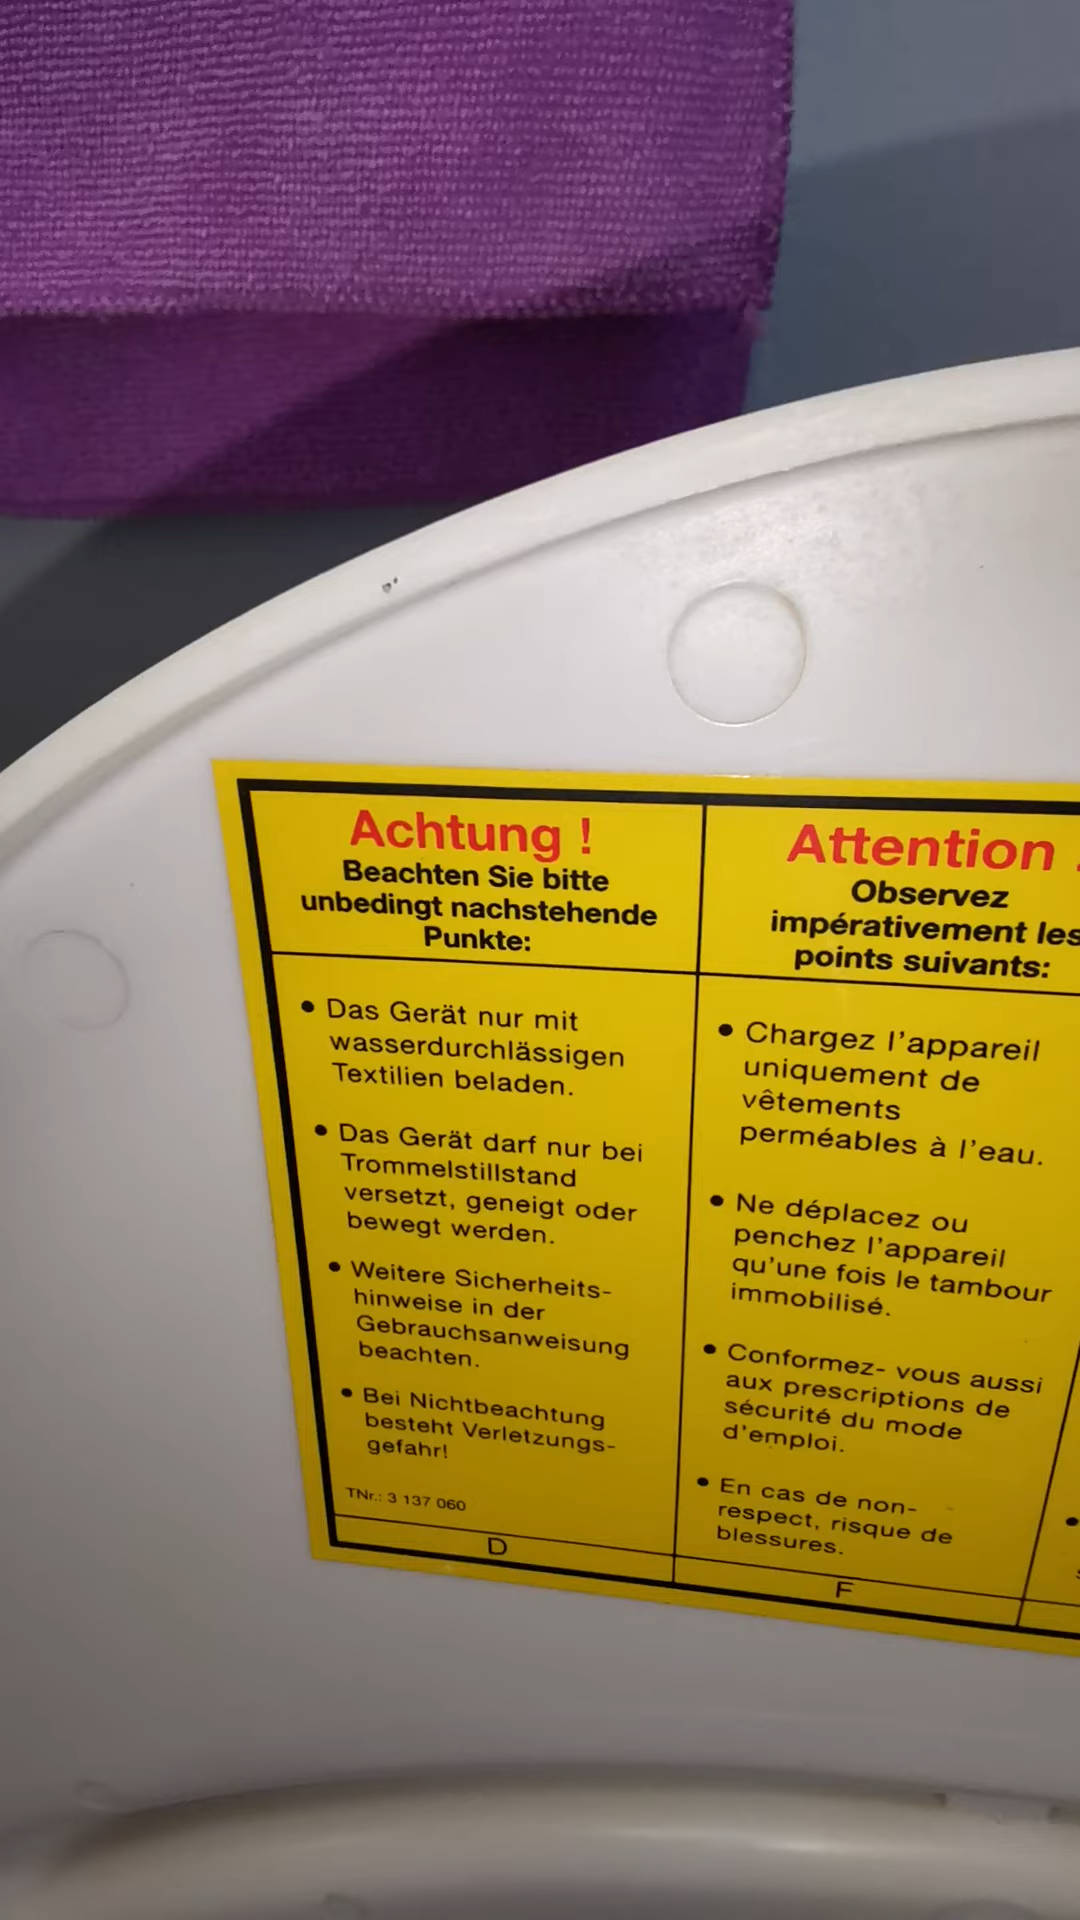 Achtung !
Beachten Sie bitte
unbedingt nachstehende
Punkte:
• Das Gerät nur mit
wasserdurchlässigen
Textilien beladen.
• Das Gerät darf nur bei
Trommelstillstand
versetzt, geneigt oder
bewegt werden.
• Weitere Sicherheits-
hinweise in der
Gebrauchsanweisung
beachten.
• Bei Nichtbeachtung
besteht Verletzungs-
gefahr!
TNr.: 3 137 060
D
Attention
Observez
impérativement les
points suivants:
• Chargez l'appareil
uniquement de
vêtements
perméables à l'eau.
• Ne déplacez ou
penchez l'appareil
qu'une fois le tambour
immobilisé.
• Conformez- vous aussi
aux prescriptions de
sécurité du mode
d'emploi.
• En cas de non-
respect, risque de
blessures.
F